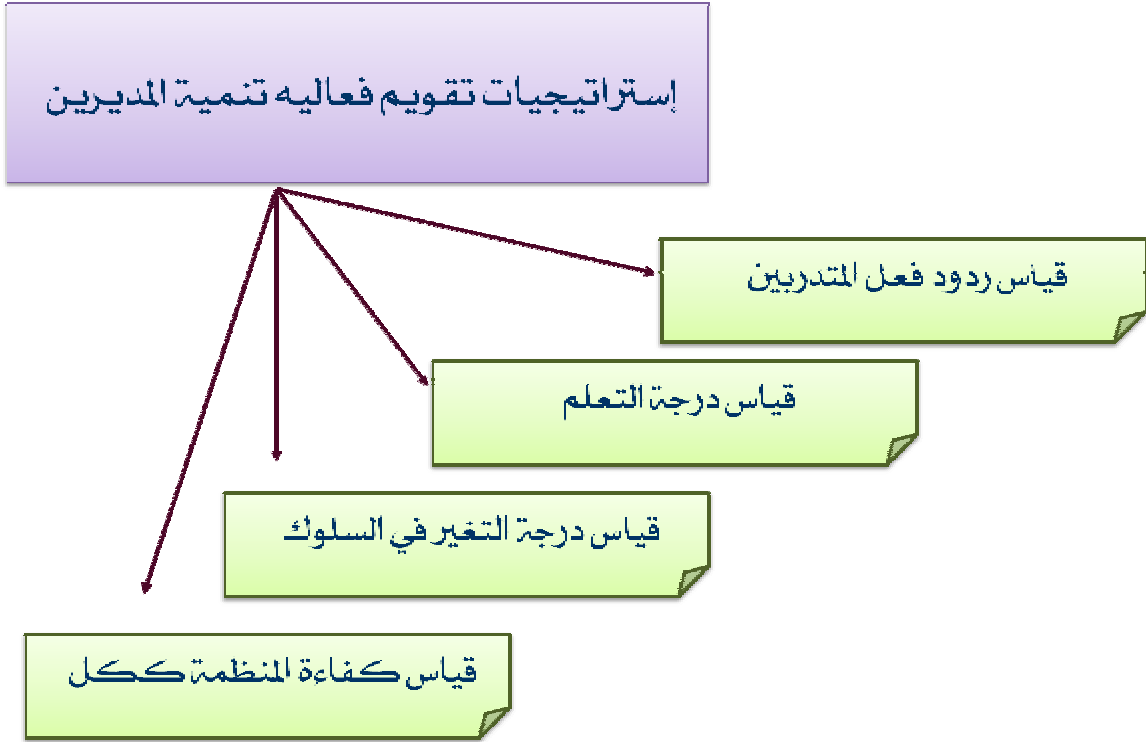 إستراتيجيات تقويم فعاليه تنمية المديرين
قياس ردود فعل المتدربين
قياس درجة التعلم
قياس درجة التغير في السلوك
قياس كفاءة المنظمة ككل